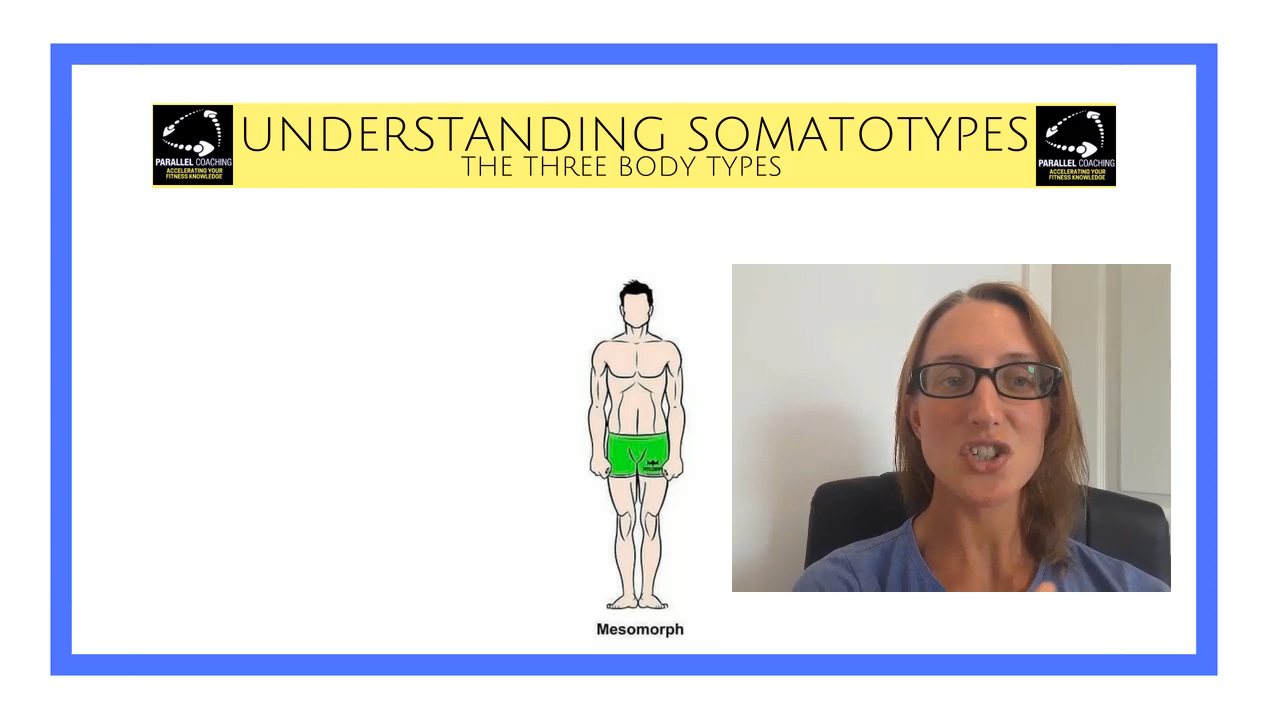 UNDERSTANDING SOMATOTYPES
THE THREE BODY TYPES
PARALLEL COACHING
ACCELERATING YOUR
FITNESS KNOWLEDGE
PARALLEL COACHING
ACCELERATING YOUR
FITNESS KNOWLEDGE
Mesomorph